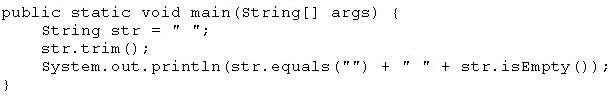 public static void main(String[] args) {
    String str = " ";
    str.trim();
    System.out.println(str.equals("") + " " + str.isEmpty());
}